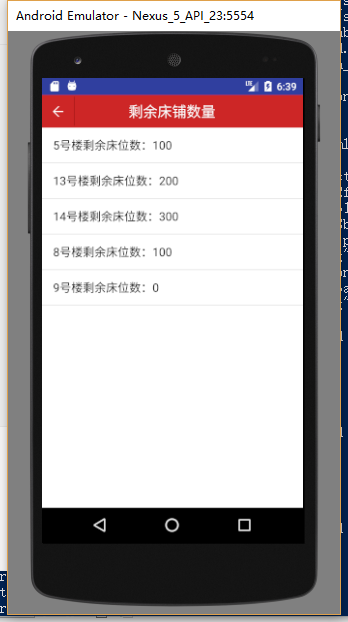 Android Emulator - Nexus_5_API_23:5554
LTE 6:39
剩余床铺数量
5号楼剩余床位数：100
13号楼剩余床位数：200
14号楼剩余床位数：300
8号楼剩余床位数：100
9号楼剩余床位数：0